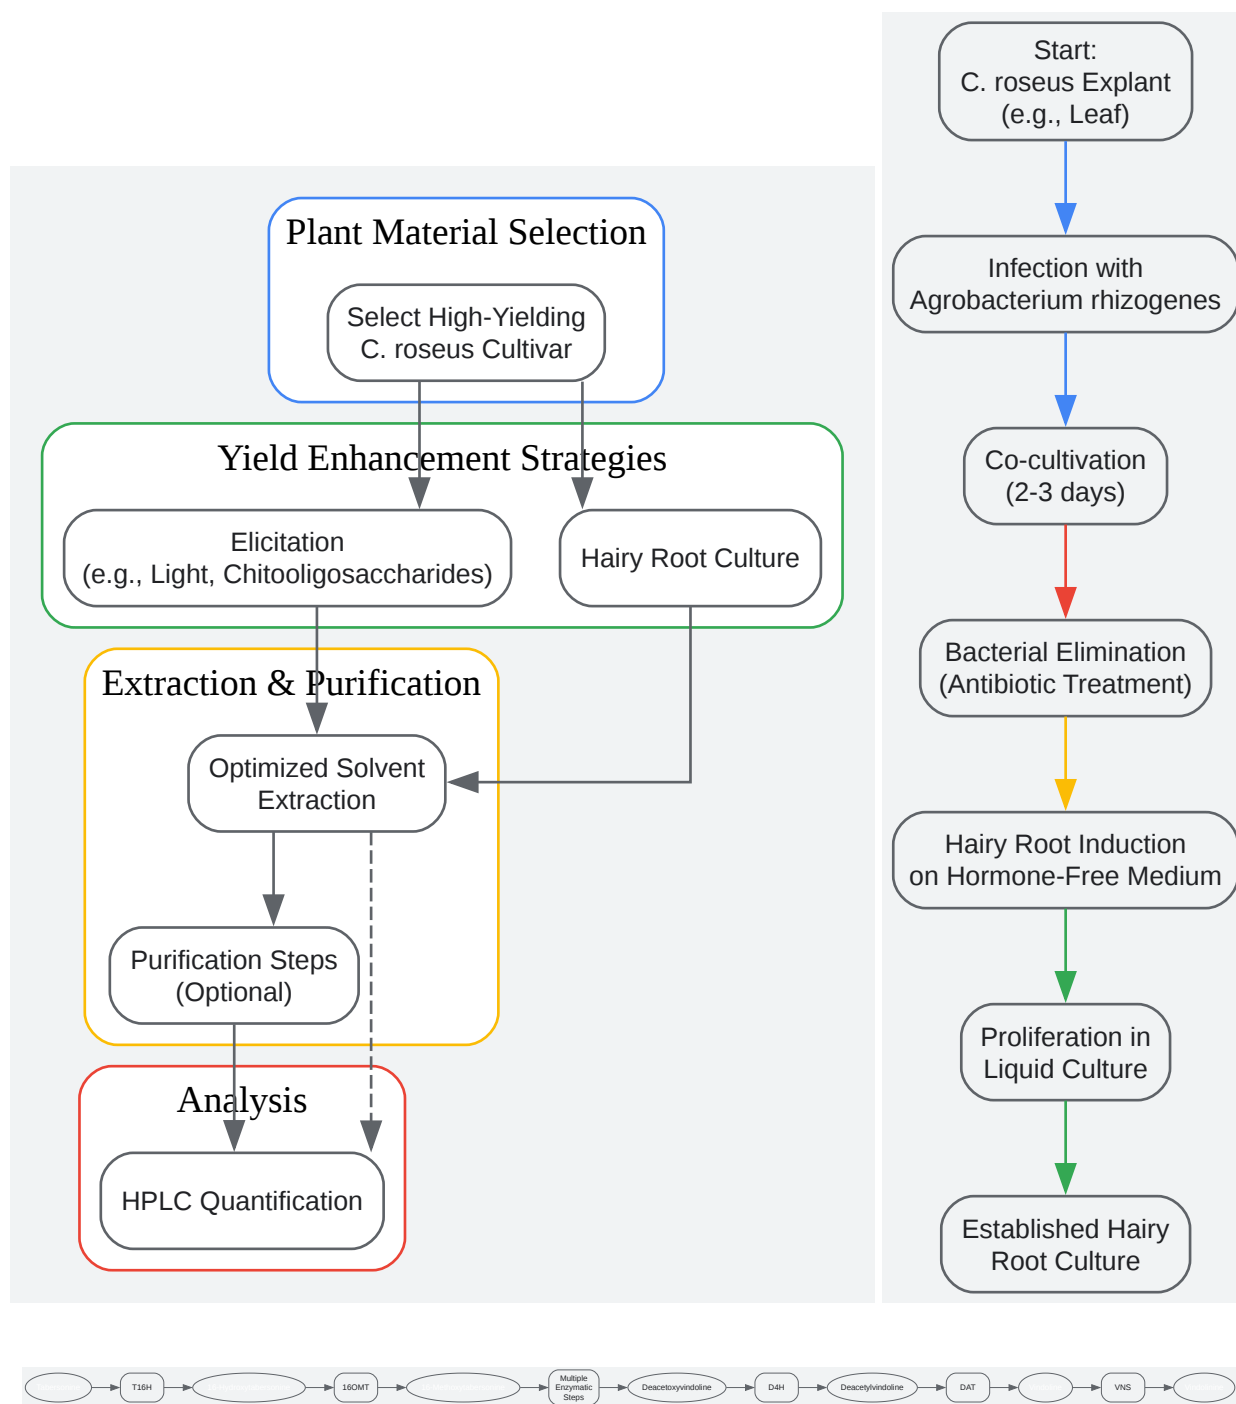 Plant Material Selection
Select High-Yielding
C. roseus Cultivar
Yield Enhancement Strategies
Elicitation
(e.g., Light, Chitooligosaccharides)
Hairy Root Culture
Extraction & Purification
Optimized Solvent
Extraction
Purification Steps
(Optional)
Analysis
HPLC Quantification
Start:
C. roseus Explant
(e.g., Leaf)
Infection with
Agrobacterium rhizogenes
Co-cultivation
(2-3 days)
Bacterial Elimination
(Antibiotic Treatment)
Hairy Root Induction
on Hormone-Free Medium
Proliferation in
Liquid Culture
Established Hairy
Root Culture
T16H
16OMT
Multiple
Enzymatic
Steps
Deacetoxyvindoline
D4H
Deacetylvindoline
DAT
VNS